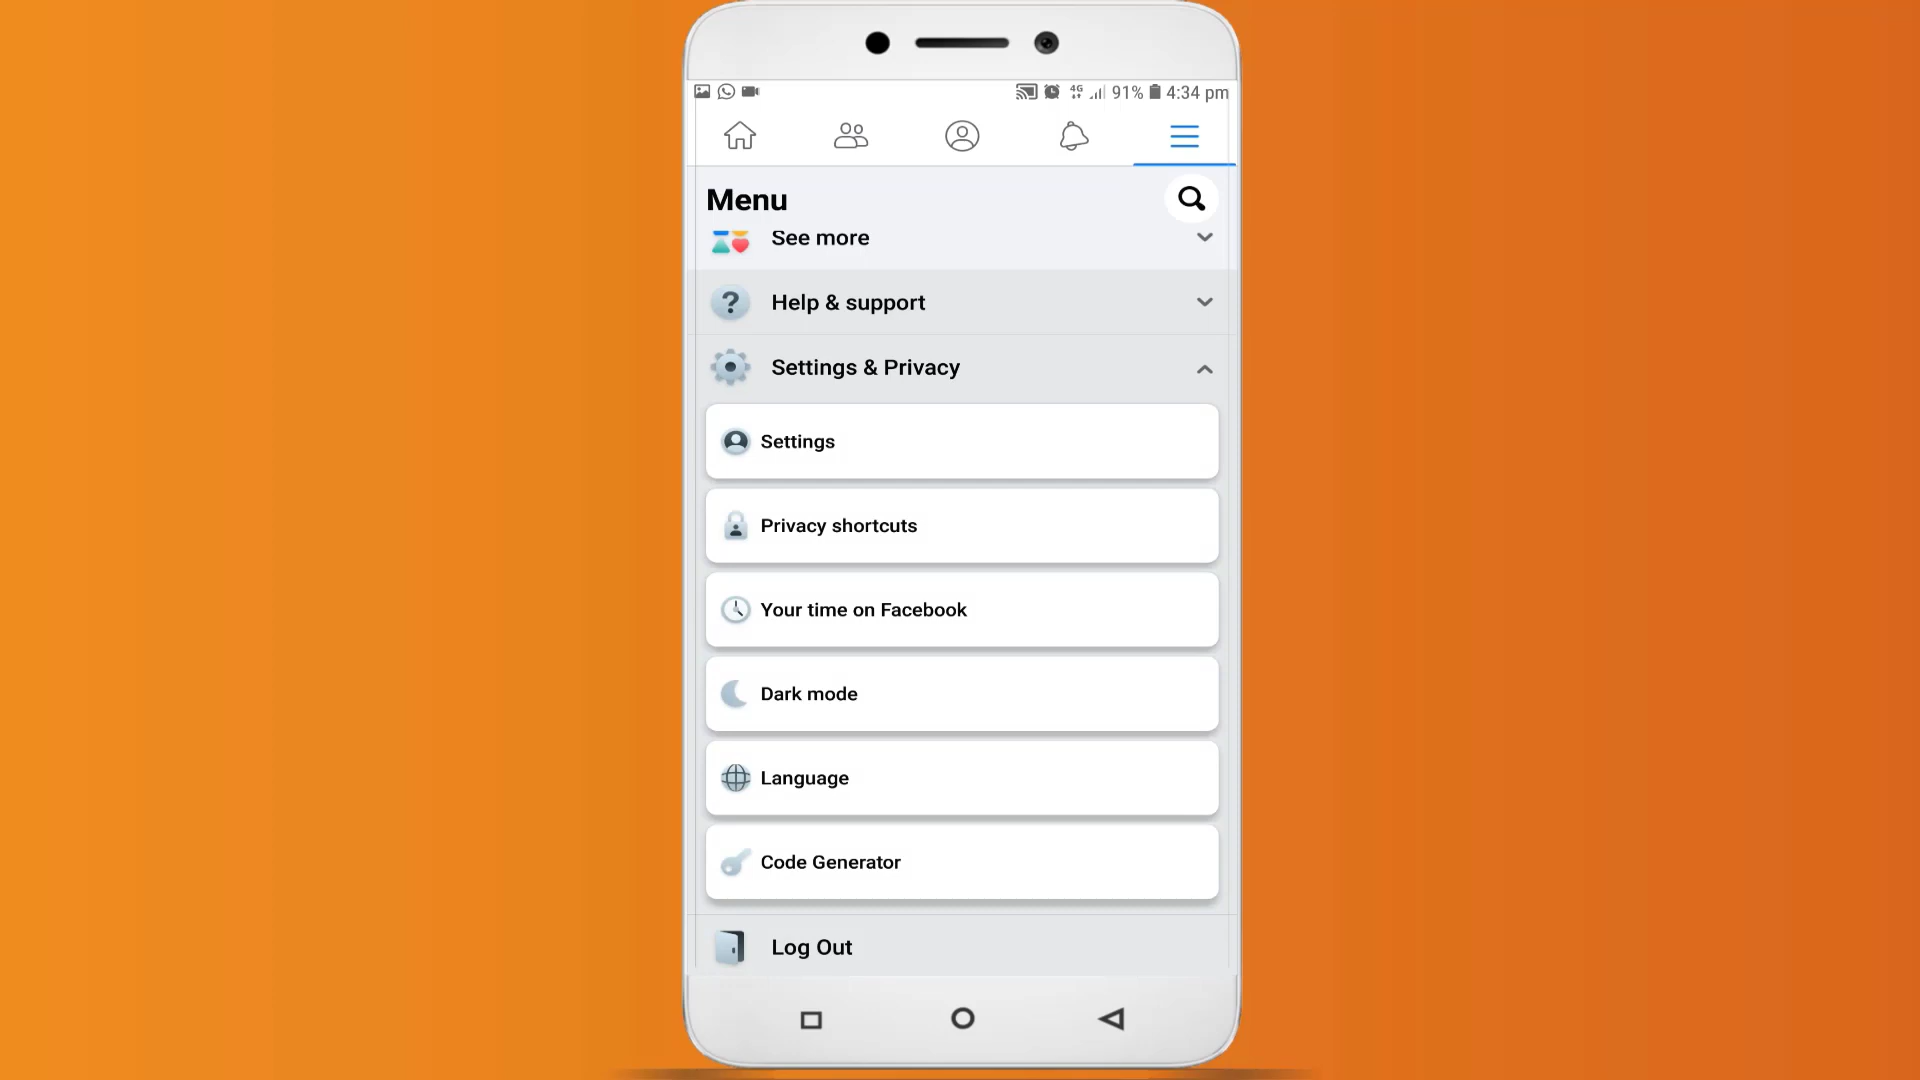 4G 91% 4:34 pm
Menu
See more
? Help & support
Settings & Privacy
Settings
Privacy shortcuts
Your time on Facebook
Dark mode
Language
Code Generator
Log Out